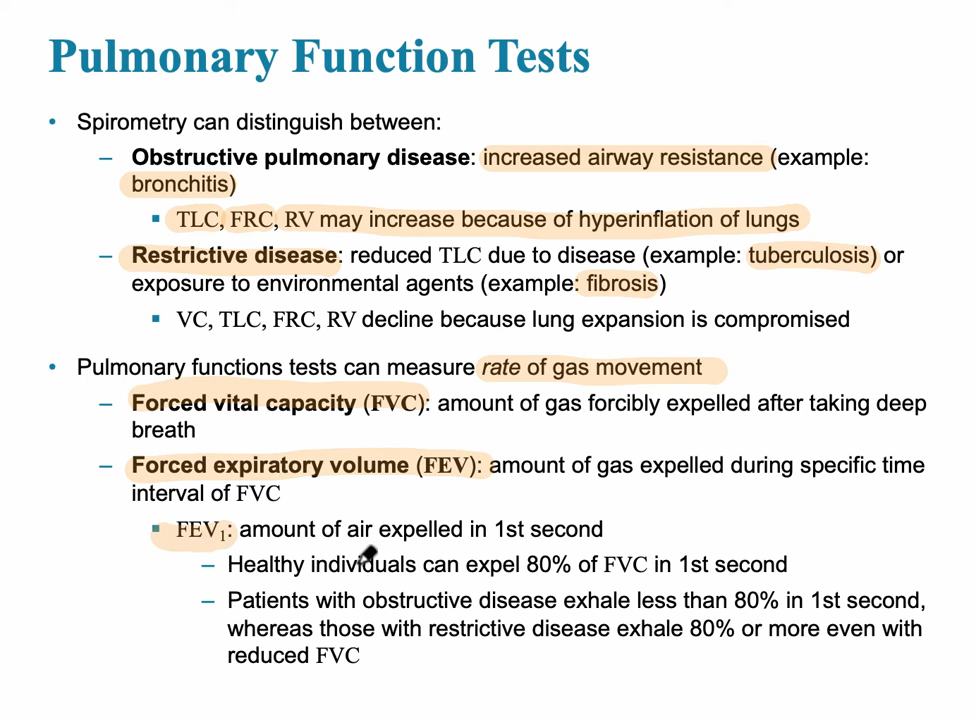 Pulmonary Function Tests
• Spirometry can distinguish between:
– Obstructive pulmonary disease: increased airway resistance (example:
bronchitis)
▪ TLC, FRC, RV may increase because of hyperinflation of lungs
– Restrictive disease: reduced TLC due to disease (example: tuberculosis) or
exposure to environmental agents (example: fibrosis)
▪ VC, TLC, FRC, RV decline because lung expansion is compromised
• Pulmonary functions tests can measure rate of gas movement
– Forced vital capacity (FVC): amount of gas forcibly expelled after taking deep
breath
– Forced expiratory volume (FEV): amount of gas expelled during specific time
interval of FVC
▪ FEV₁: amount of air expelled in 1st second
– Healthy individuals can expel 80% of FVC in 1st second
– Patients with obstructive disease exhale less than 80% in 1st second,
whereas those with restrictive disease exhale 80% or more even with
reduced FVC